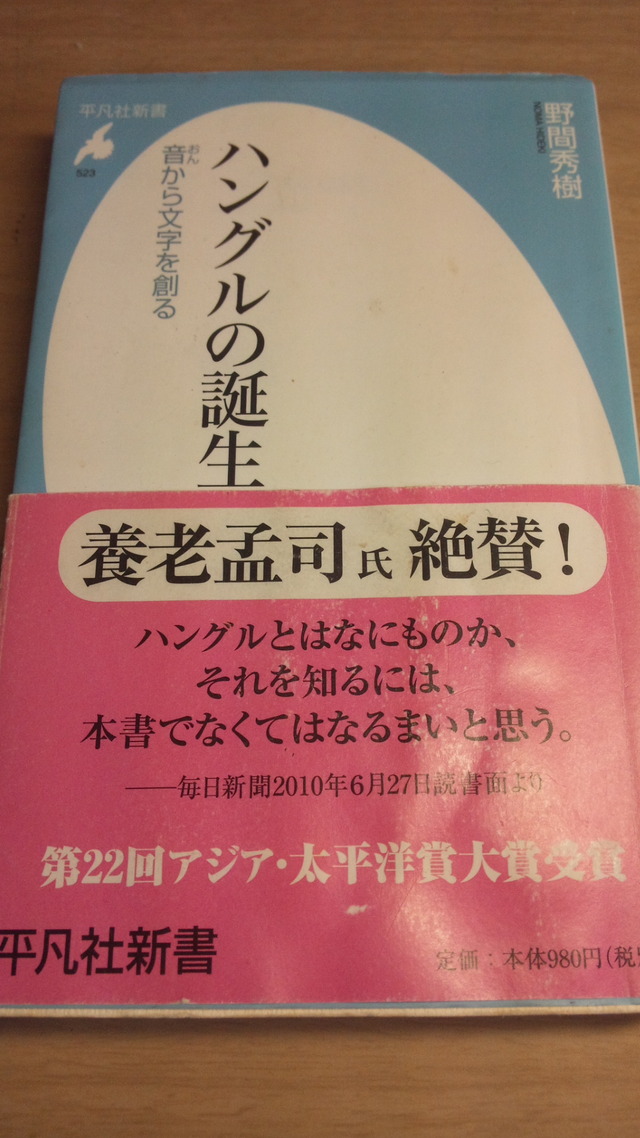 平凡社新書
523
野間秀樹
NOMA HIDEKI
ハングルの誕生
音から文字を創る
おん
養老孟司氏 絶賛!
ハングルとはなにものか、
それを知るには、
本書でなくてはなるまいと思う。
——毎日新聞2010年6月27日読書面より
第22回アジア・太平洋賞大賞受賞
平凡社新書
定価:本体980円(税